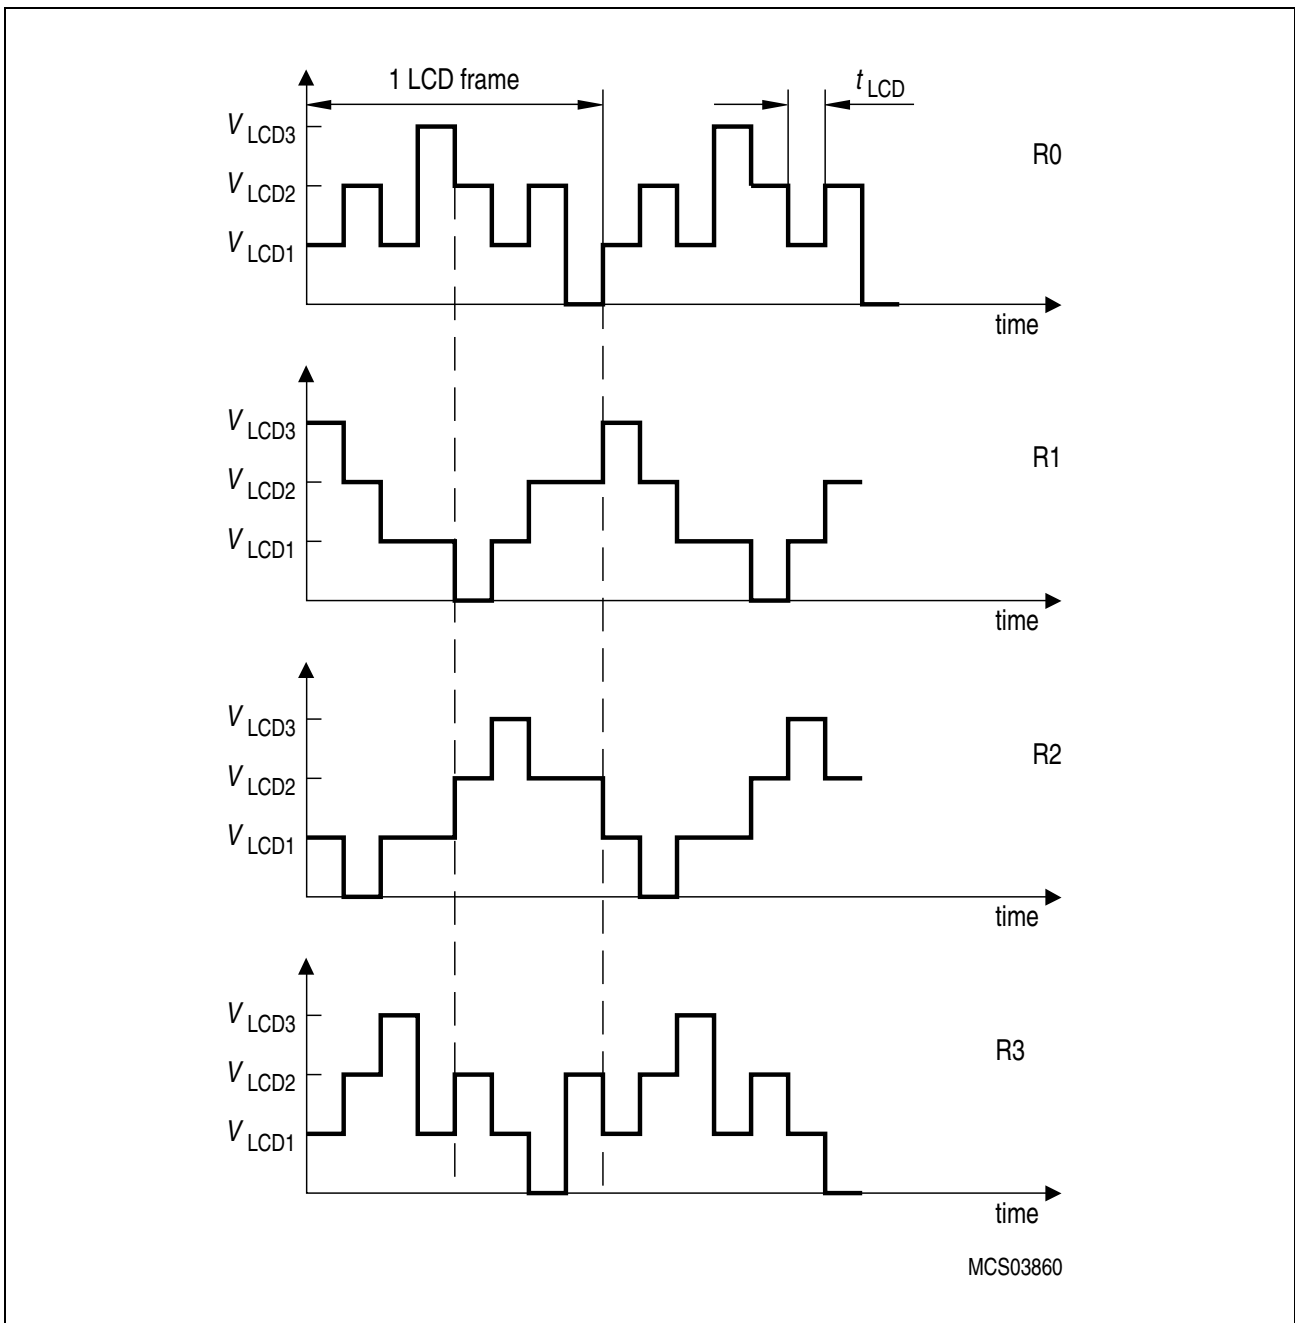 1 LCD frame
t LCD
V LCD3
V LCD2
V LCD1
R0
time
V LCD3
V LCD2
V LCD1
R1
time
V LCD3
V LCD2
V LCD1
R2
time
V LCD3
V LCD2
V LCD1
R3
time
MCS03860